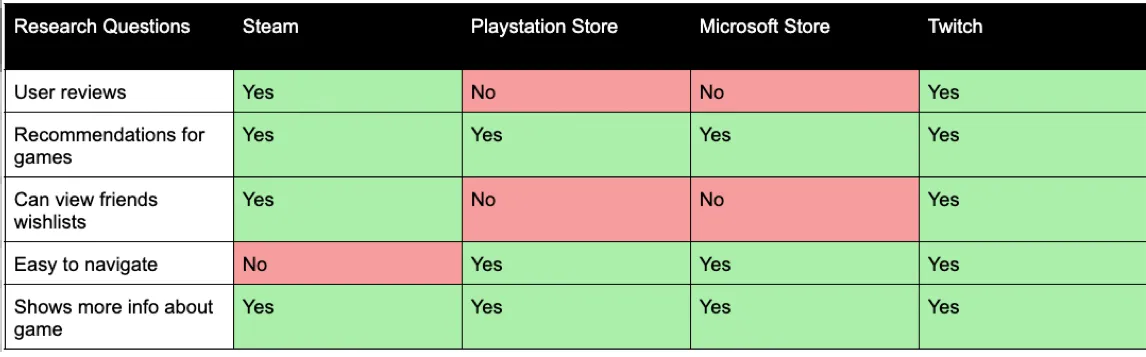 Research Questions Steam Playstation Store Microsoft Store Twitch
User reviews Yes No No Yes
Recommendations for Yes Yes Yes Yes
games
Can view friends Yes No No Yes
wishlists
Easy to navigate No Yes Yes Yes
Shows more info about Yes Yes Yes Yes
game